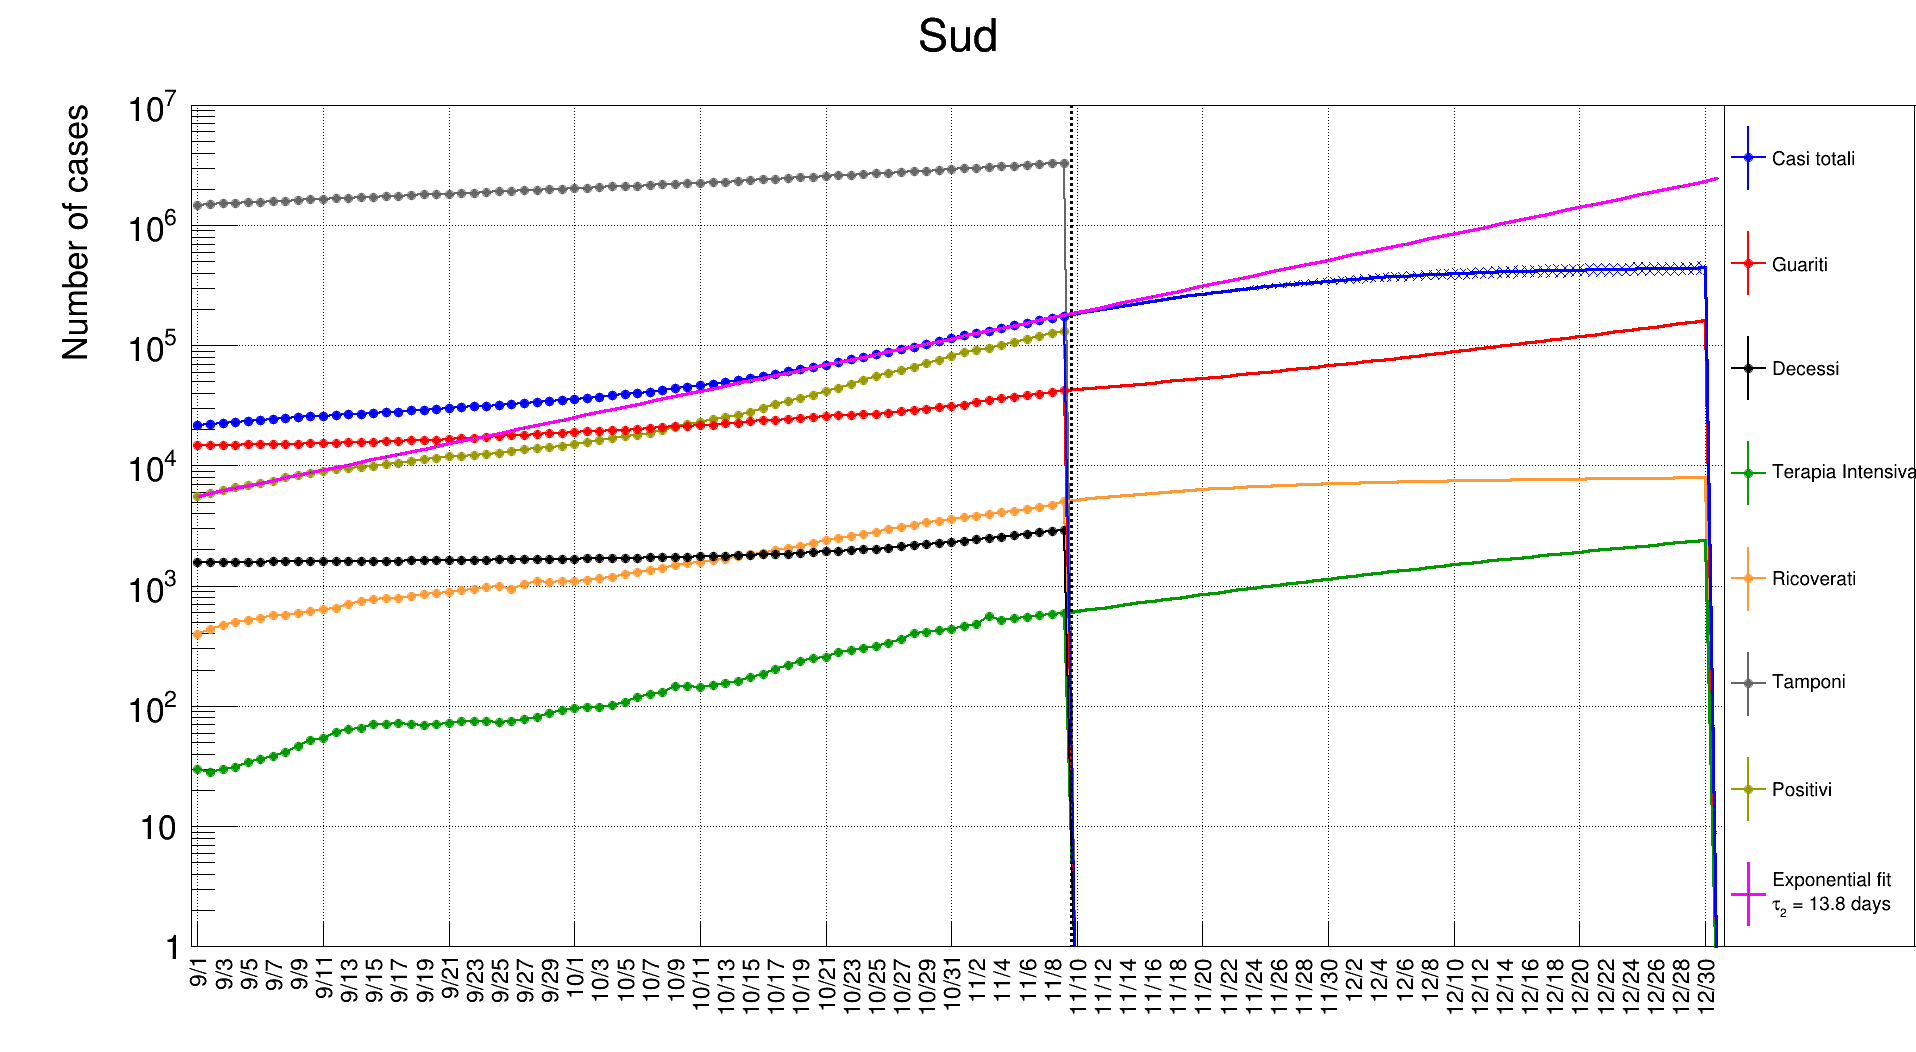 Sud
Number of cases
10^7
10^6
10^5
10^4
10^3
10^2
10
1
9/1 9/3 9/5 9/7 9/9 9/11 9/13 9/15 9/17 9/19 9/21 9/23 9/25 9/27 9/29 10/1 10/3 10/5 10/7 10/9 10/11 10/13 10/15 10/17 10/19 10/21 10/23 10/25 10/27 10/29 10/31 11/2 11/4 11/6 11/8 11/10 11/12 11/14 11/16 11/18 11/20 11/22 11/24 11/26 11/28 11/30 12/2 12/4 12/6 12/8 12/10 12/12 12/14 12/16 12/18 12/20 12/22 12/24 12/26 12/28 12/30
Casi totali
Guariti
Decessi
Terapia Intensiva
Ricoverati
Tamponi
Positivi
Exponential fit
τ₂ = 13.8 days